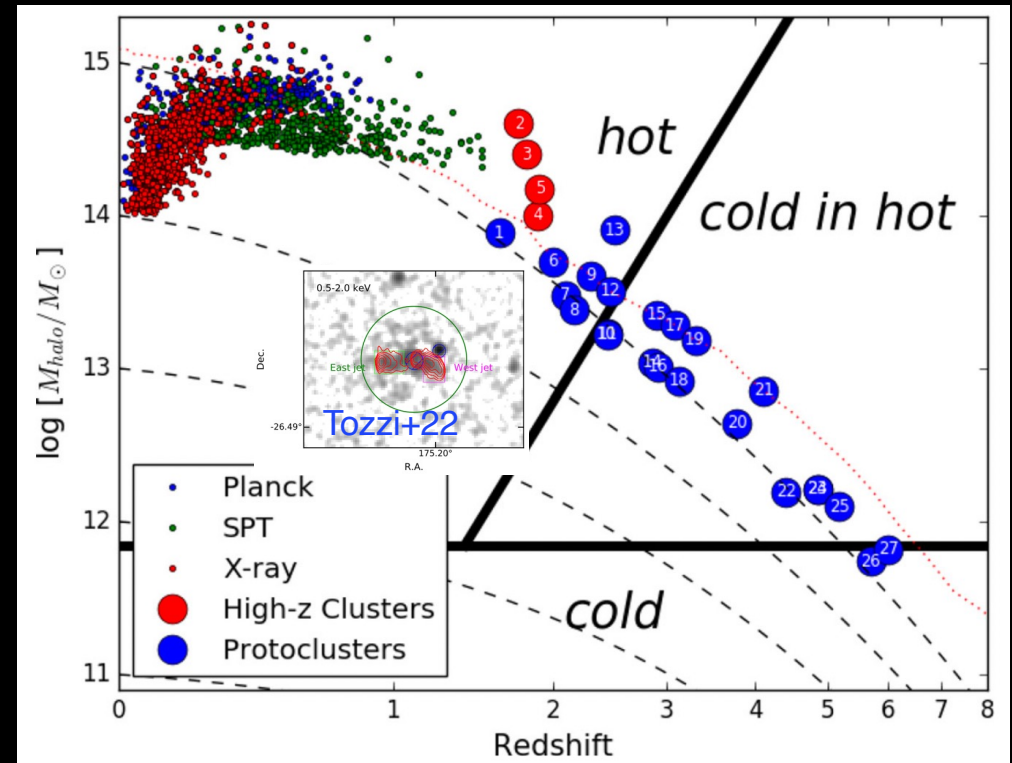 log [M_halo/M_⊙]
15
14
13
12
11
hot
cold in hot
cold
2
3
5
4
1
13
6
9
7
12
8
10
15
17
19
14
16
18
21
20
22
23
25
27
26
0.5-2.0 keV
Dec.
East jet
West jet
Tozzi+22
-26.49°
175.20°
R.A.
Planck
SPT
X-ray
High-z Clusters
Protoclusters
0 1 2 3 4 5 6 7 8
Redshift